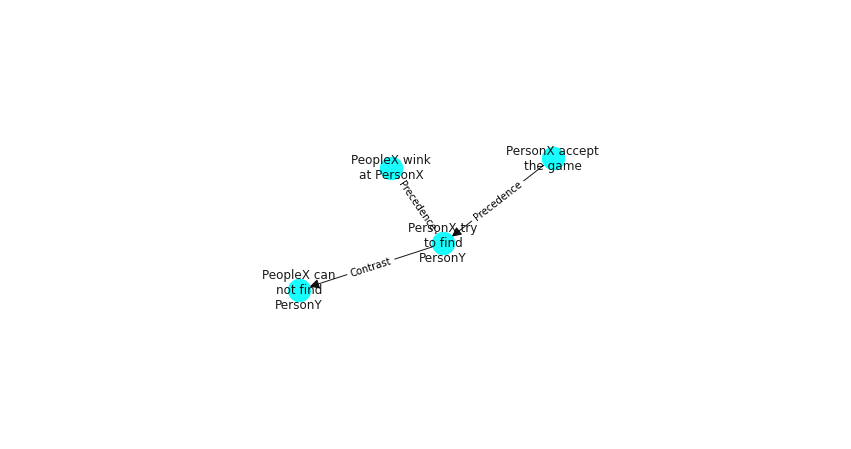 PeopleX wink
at PersonX
PersonX accept
the game
Precedence
Precedence
PersonX try
to find
PersonY
Contrast
PeopleX can
not find
PersonY